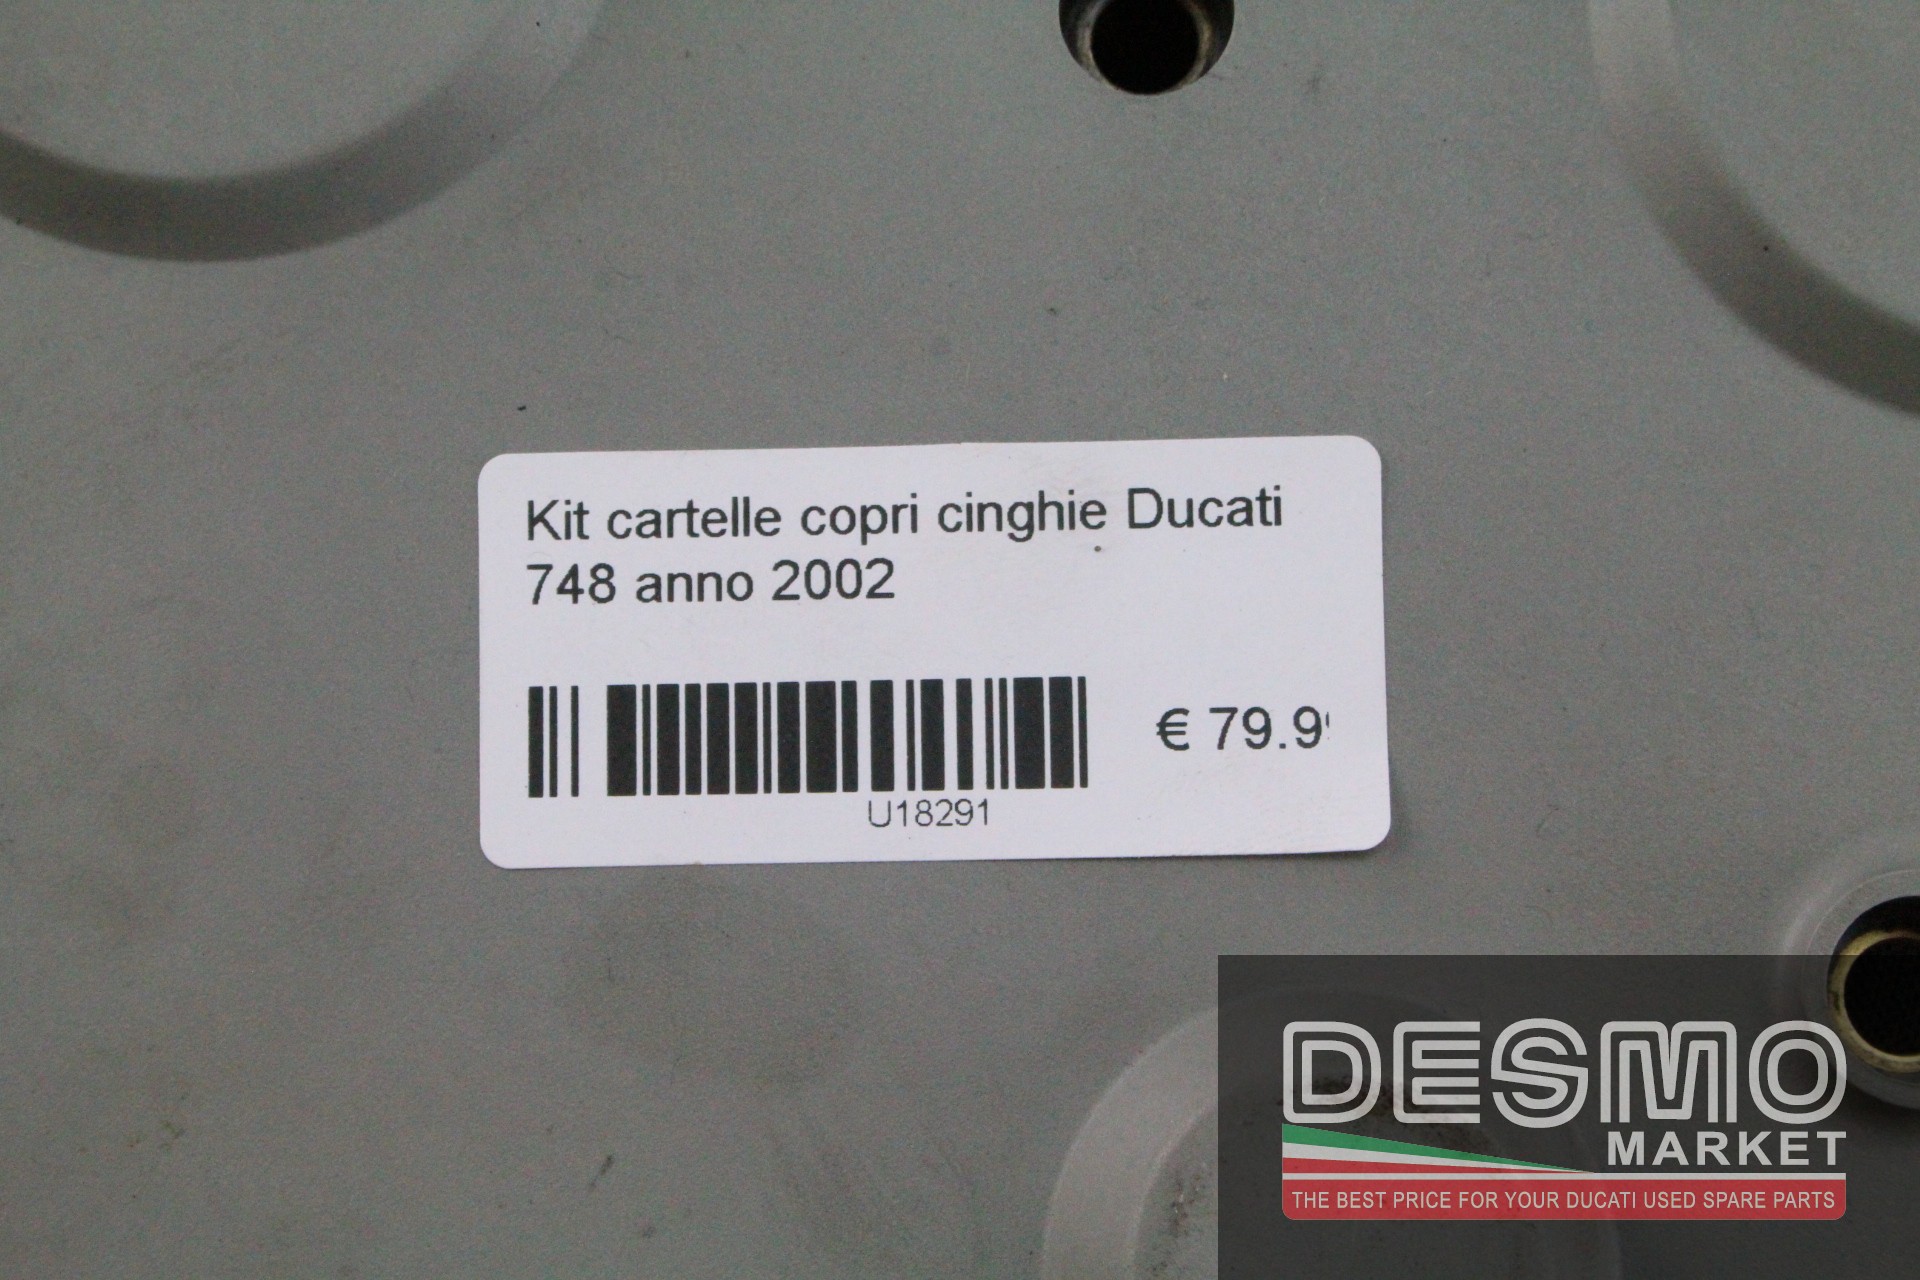 Kit cartelle copri cinghie Ducati
748 anno 2002
€ 79.9
U18291
DESMO
MARKET
THE BEST PRICE FOR YOUR DUCATI USED SPARE PARTS